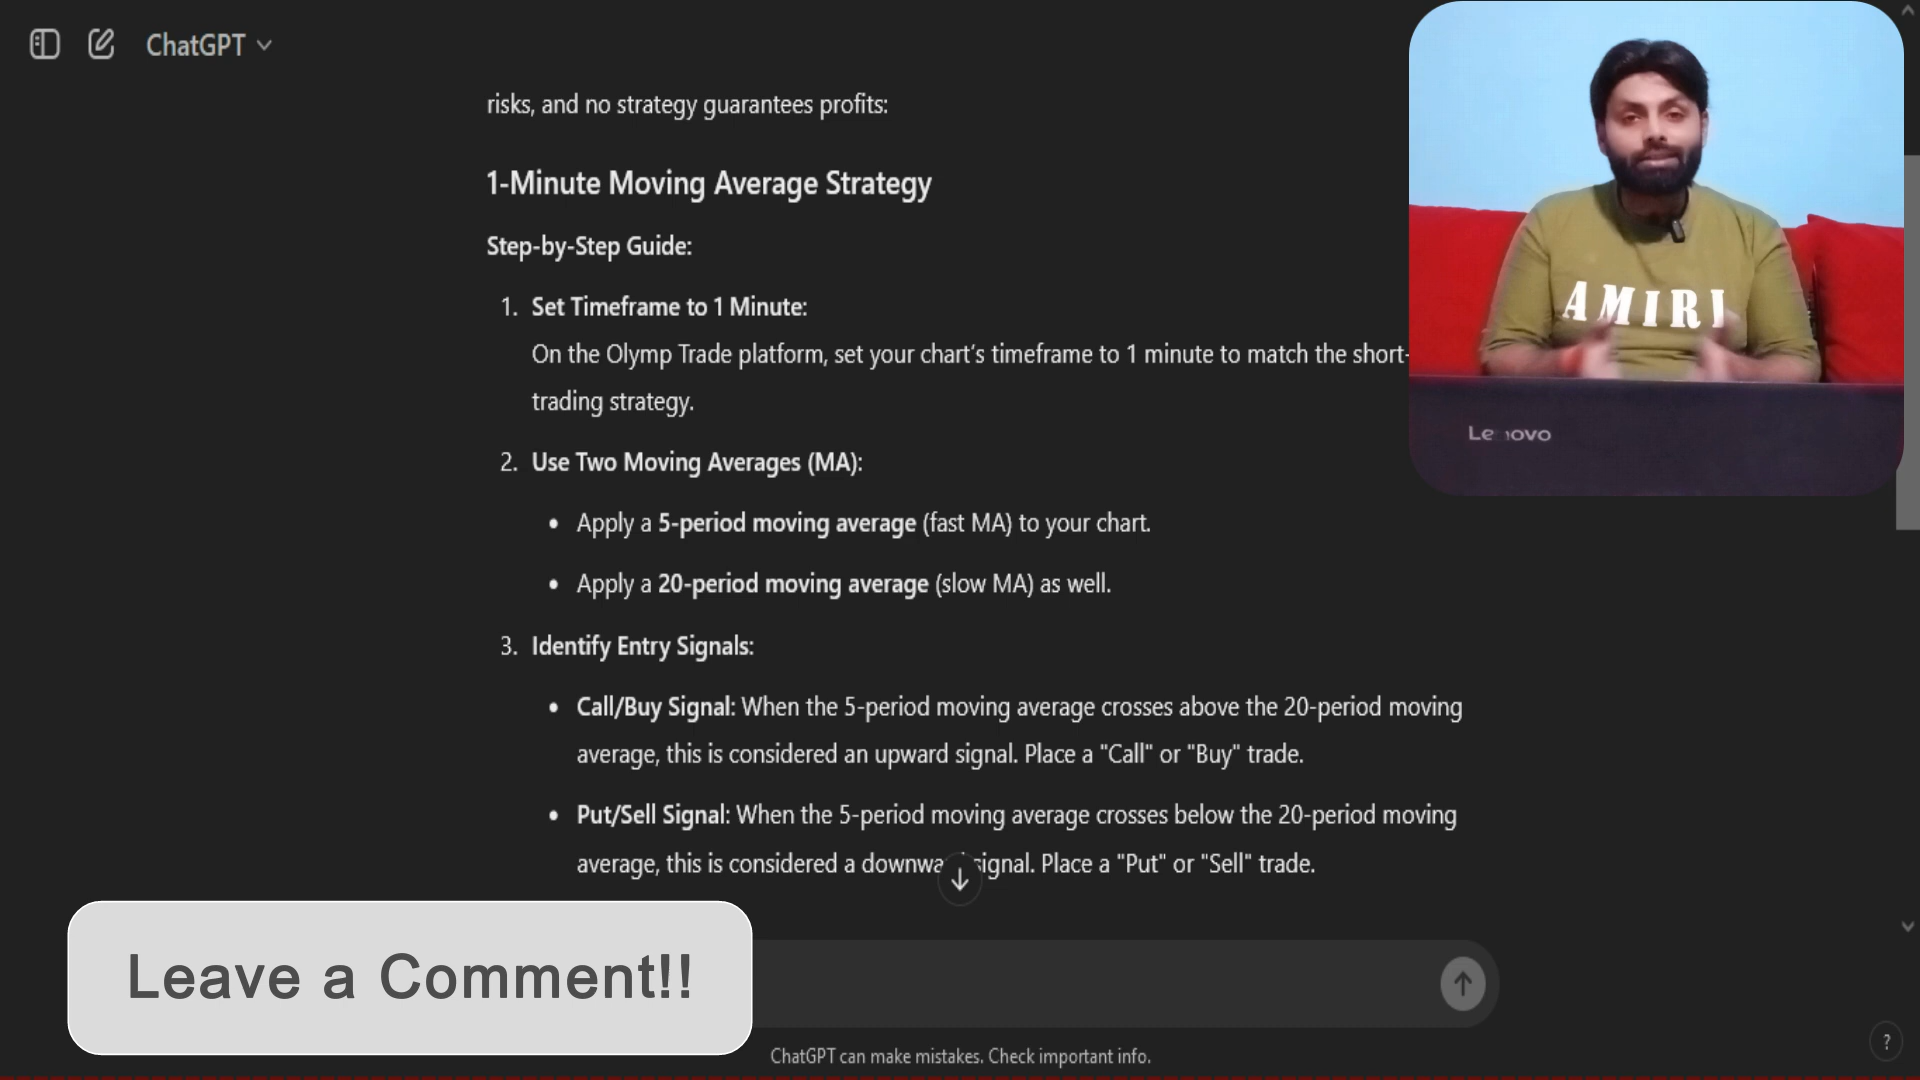 ChatGPT
risks, and no strategy guarantees profits:
1-Minute Moving Average Strategy
Step-by-Step Guide:
1. Set Timeframe to 1 Minute:
On the Olymp Trade platform, set your chart's timeframe to 1 minute to match the short-
trading strategy.
2. Use Two Moving Averages (MA):
• Apply a 5-period moving average (fast MA) to your chart.
• Apply a 20-period moving average (slow MA) as well.
3. Identify Entry Signals:
• Call/Buy Signal: When the 5-period moving average crosses above the 20-period moving
average, this is considered an upward signal. Place a "Call" or "Buy" trade.
• Put/Sell Signal: When the 5-period moving average crosses below the 20-period moving
average, this is considered a downward signal. Place a "Put" or "Sell" trade.
AMIRI
Lenovo
Leave a Comment!!
ChatGPT can make mistakes. Check important info.
?